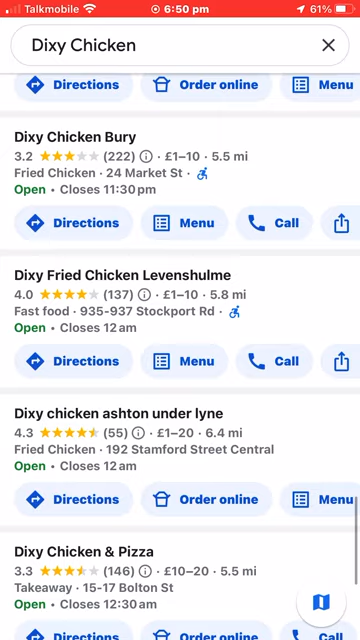 Talkmobile 6:50 pm 61%
Dixy Chicken
Directions Order online Menu
Dixy Chicken Bury
3.2 (222) · £1–10 · 5.5 mi
Fried Chicken · 24 Market St ·
Open · Closes 11:30 pm
Directions Menu Call
Dixy Fried Chicken Levenshulme
4.0 (137) · £1–10 · 5.8 mi
Fast food · 935-937 Stockport Rd ·
Open · Closes 12 am
Directions Menu Call
Dixy chicken ashton under lyne
4.3 (55) · £1–20 · 6.4 mi
Fried Chicken · 192 Stamford Street Central
Open · Closes 12 am
Directions Order online Menu
Dixy Chicken & Pizza
3.3 (146) · £10–20 · 5.5 mi
Takeaway · 15-17 Bolton St
Open · Closes 12:30 am
Directions Order online